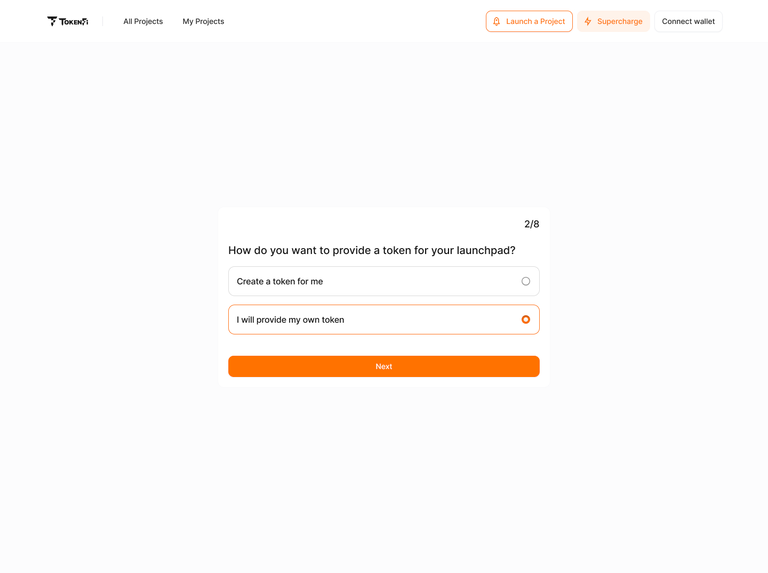 TokenFi
All Projects
My Projects
Launch a Project
Supercharge
Connect wallet
2/8
How do you want to provide a token for your launchpad?
Create a token for me
I will provide my own token
Next